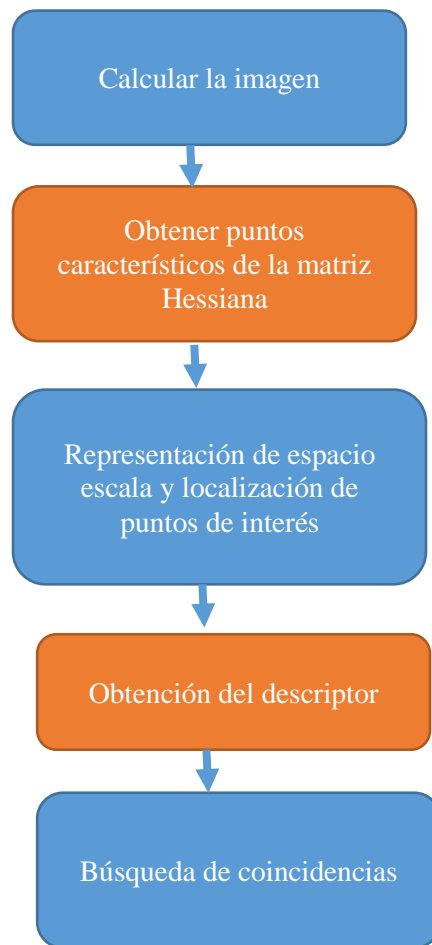 Calcular la imagen
Obtener puntos
característicos de la matriz
Hessiana
Representación de espacio
escala y localización de
puntos de interés
Obtención del descriptor
Búsqueda de coincidencias